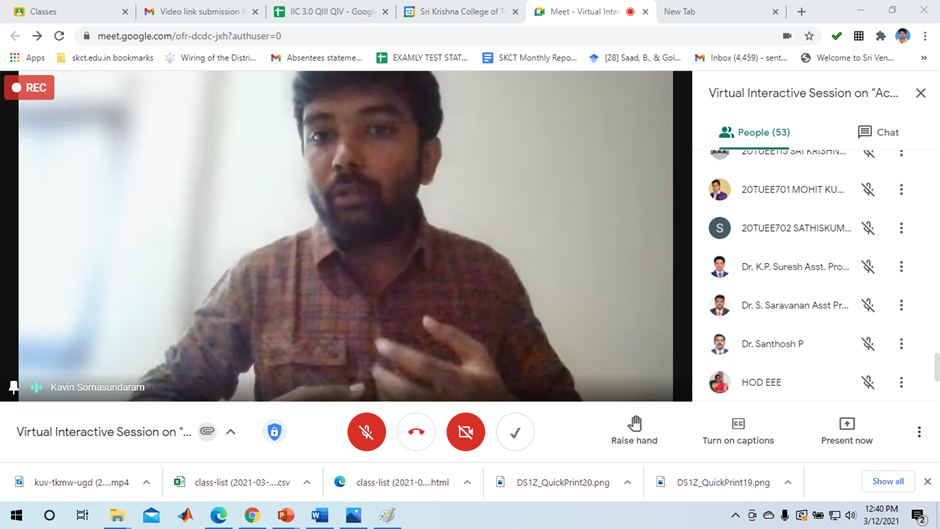 Classes
Video link submission f
IIC 3.0 QIII QIV - Google
Sri Krishna College of Te
Meet - Virtual Inte
New Tab
meet.google.com/ofr-dcdc-jxh?authuser=0
Apps
skct.edu.in bookmarks
Wiring of the Distri...
Absentees stateme...
EXAMLY TEST STAT...
SKCT Monthly Repo...
[28] Saad, B., & Gol...
Inbox (4,459) - sent...
Welcome to Sri Ven...
REC
Virtual Interactive Session on "Ac...
People (53)
Chat
20TUEE115 SAI KRISHN...
20TUEE701 MOHIT KU...
S
20TUEE702 SATHISKUM...
Dr. K.P. Suresh Asst. Pro...
Dr. S. Saravanan Asst Pr...
Dr. Santhosh P
HOD EEE
Kavin Somasundaram
Virtual Interactive Session on "...
Raise hand
Turn on captions
Present now
kuv-tkmw-ugd (2....mp4
class-list (2021-03-....csv
class-list (2021-0....html
DS1Z_QuickPrint20.png
DS1Z_QuickPrint19.png
Show all
12:40 PM
3/12/2021
2